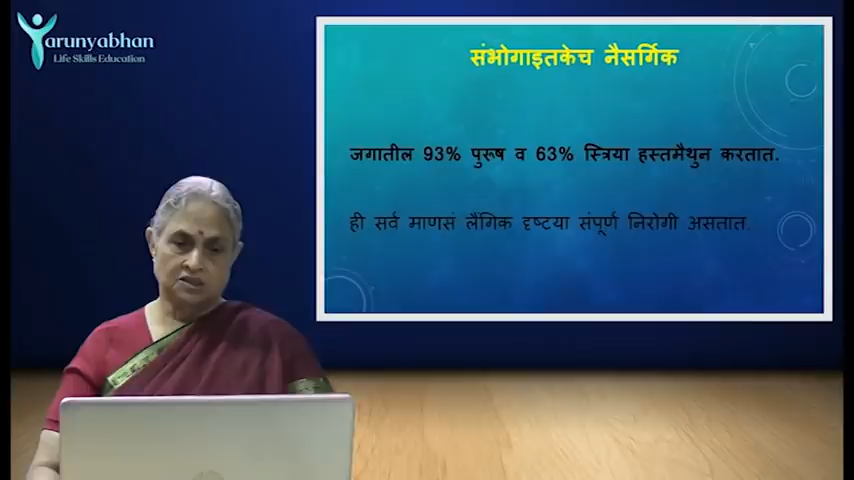 Tarunyabhan
Life Skills Education
संभोगाइतकेच नैसर्गिक
जगातील 93% पुरूष व 63% स्त्रिया हस्तमैथुन करतात.
ही सर्व माणसं लैंगिक दृष्टया संपूर्ण निरोगी असतात.